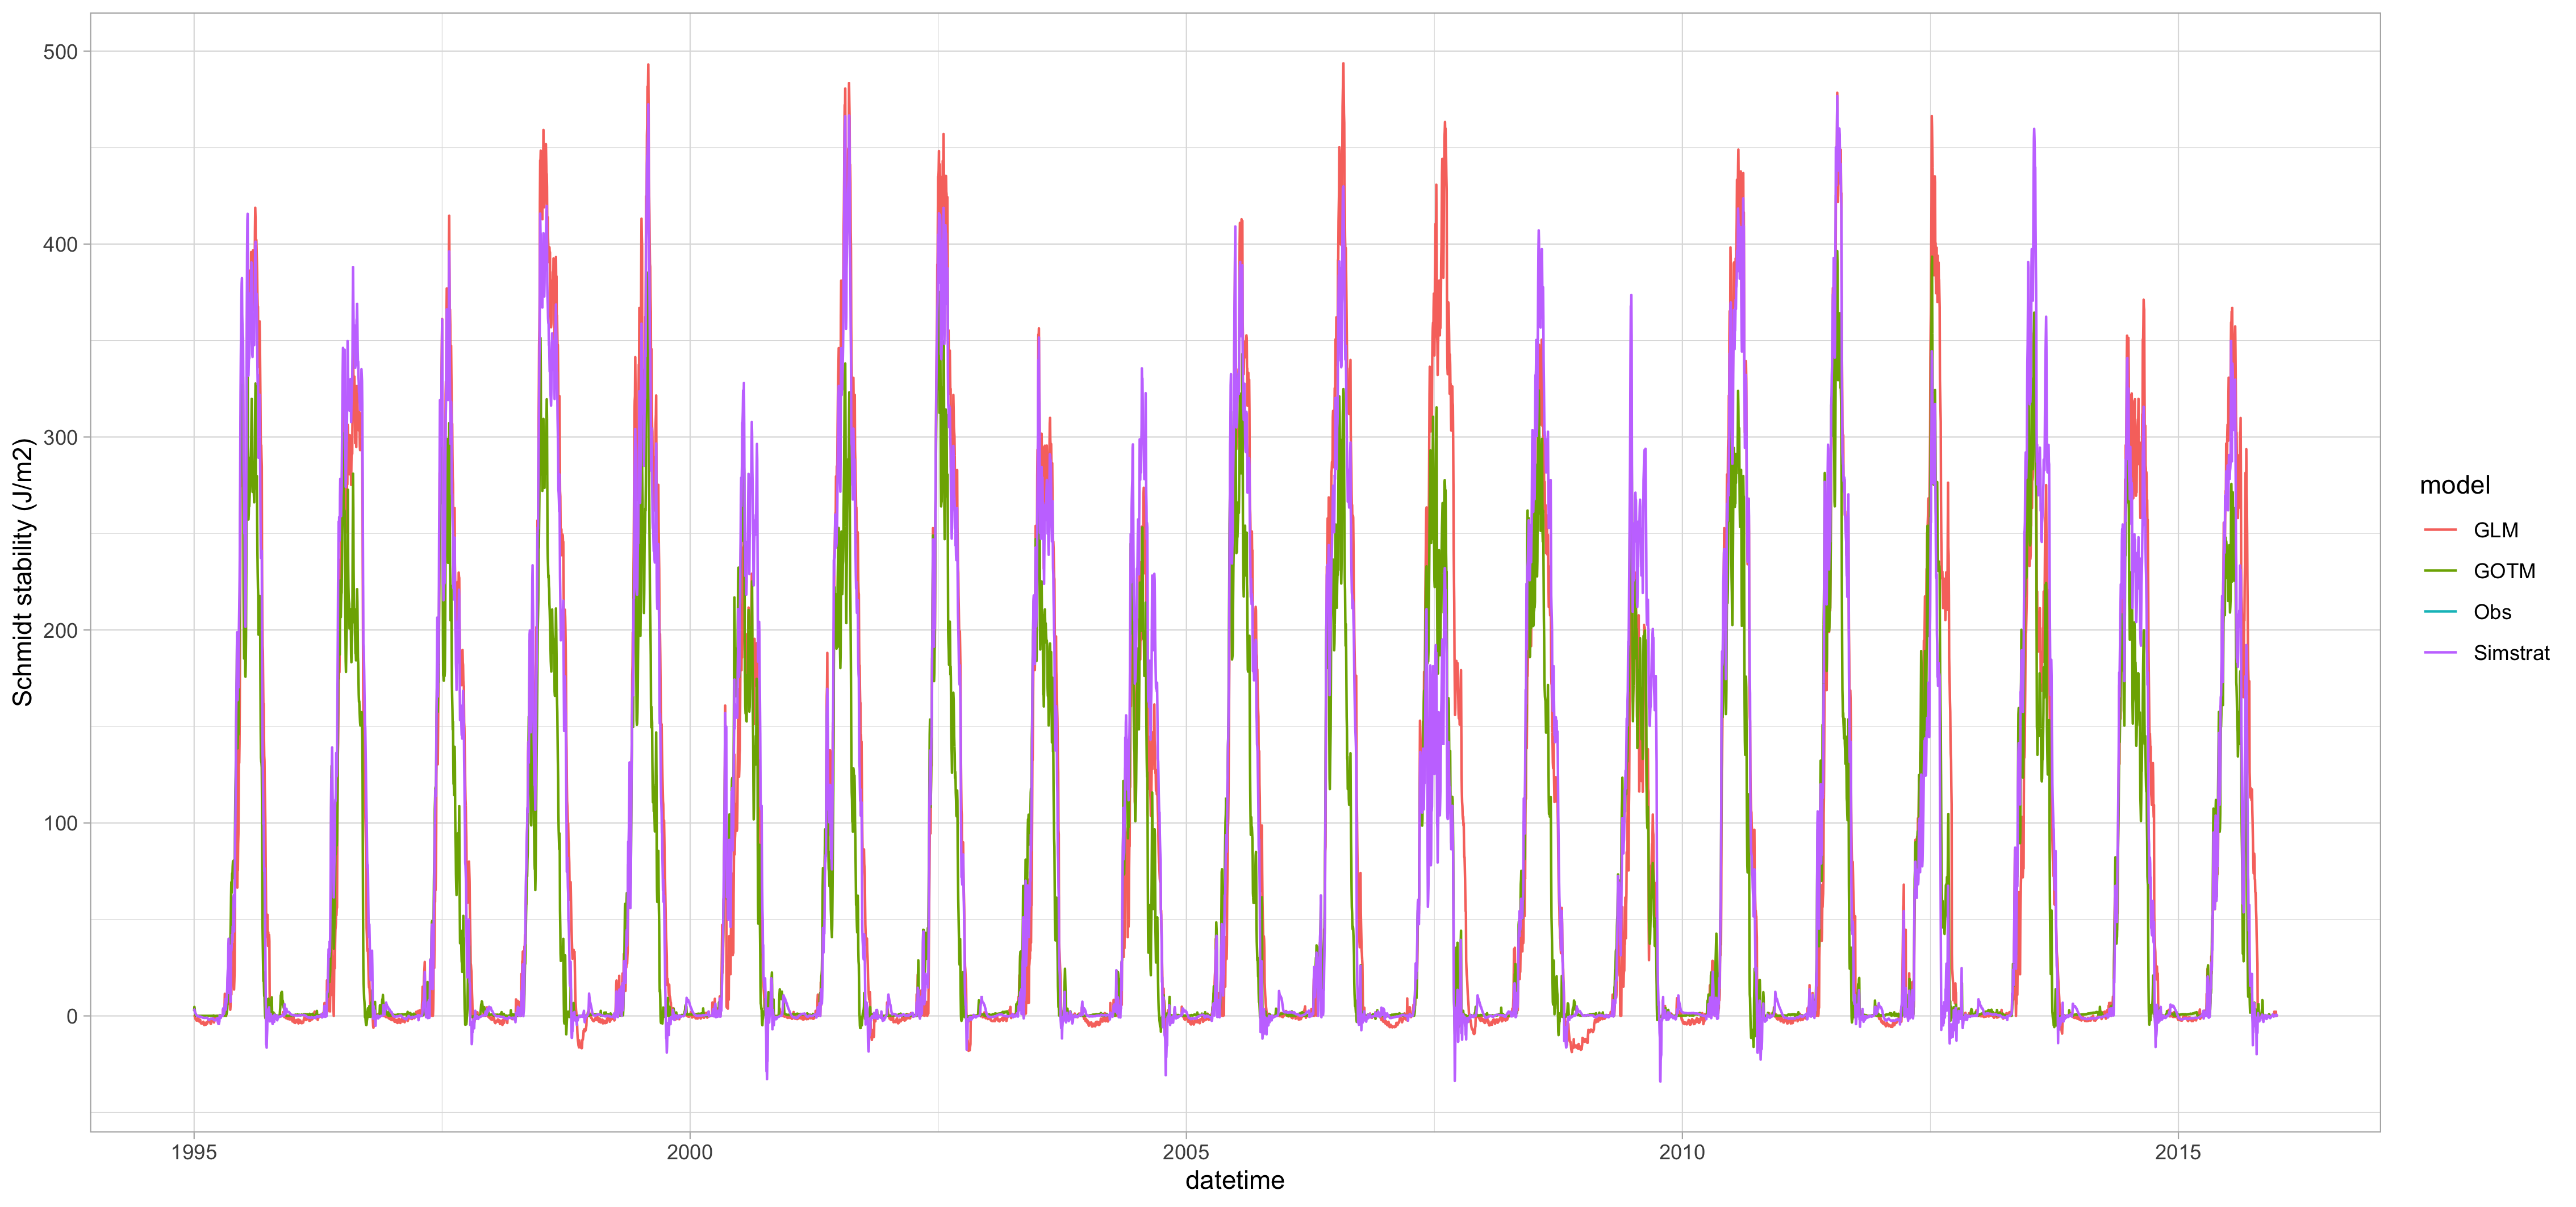 Schmidt stability (J/m2)
500
400
300
200
100
0
1995
2000
2005
2010
2015
datetime
model
GLM
GOTM
Obs
Simstrat